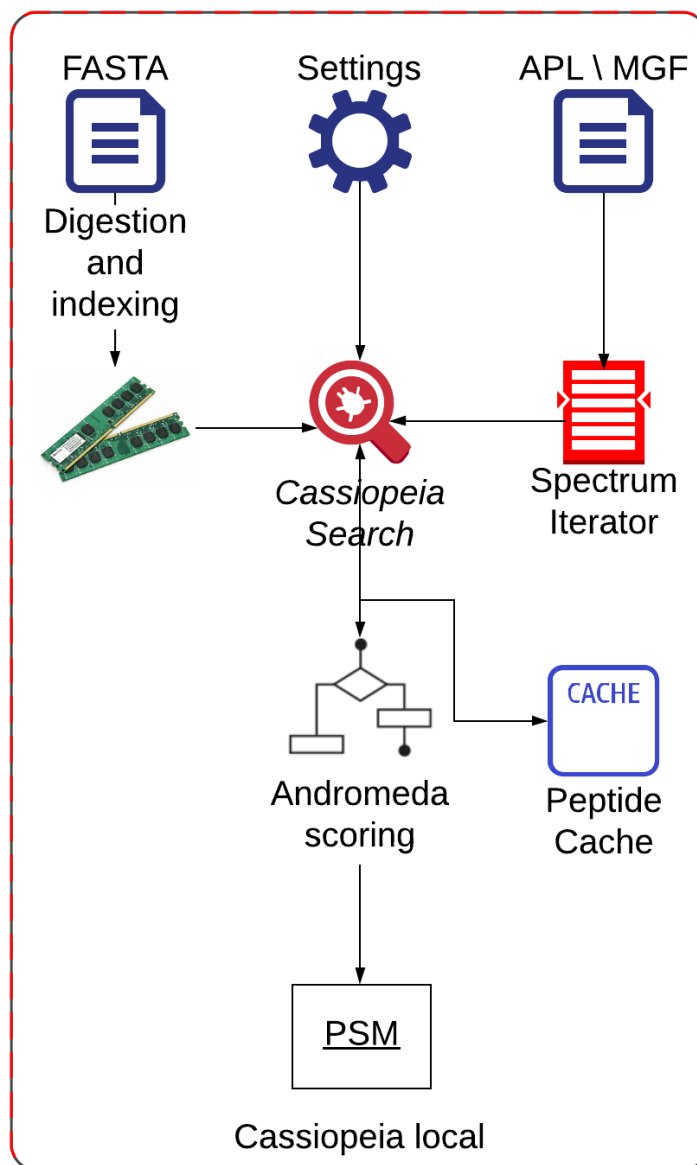 FASTA
Settings
APL \ MGF
Digestion
and
indexing
Cassiopeia
Search
Spectrum
Iterator
CACHE
Andromeda
scoring
Peptide
Cache
PSM
Cassiopeia local